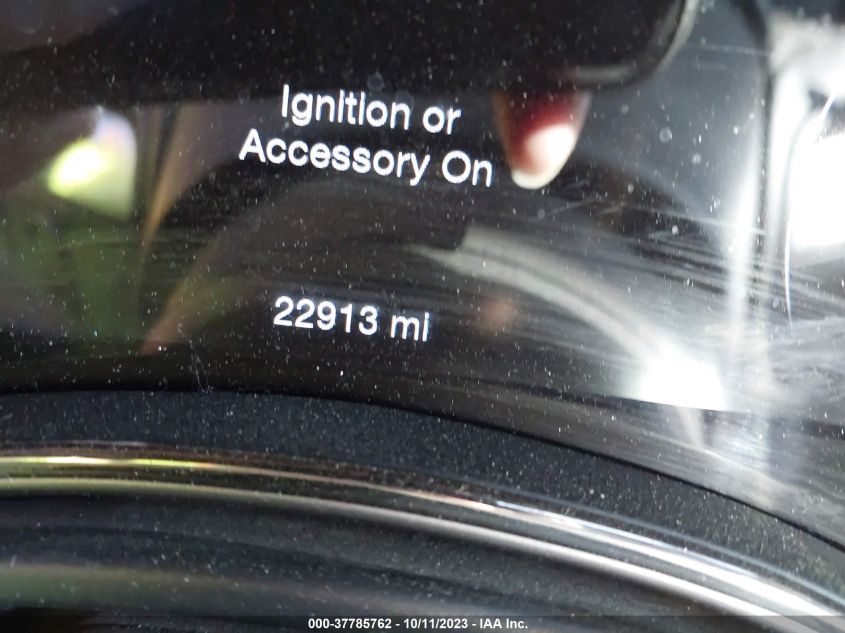 Ignition or
Accessory On
22913 mi
000-37785762 - 10/11/2023 - IAA Inc.